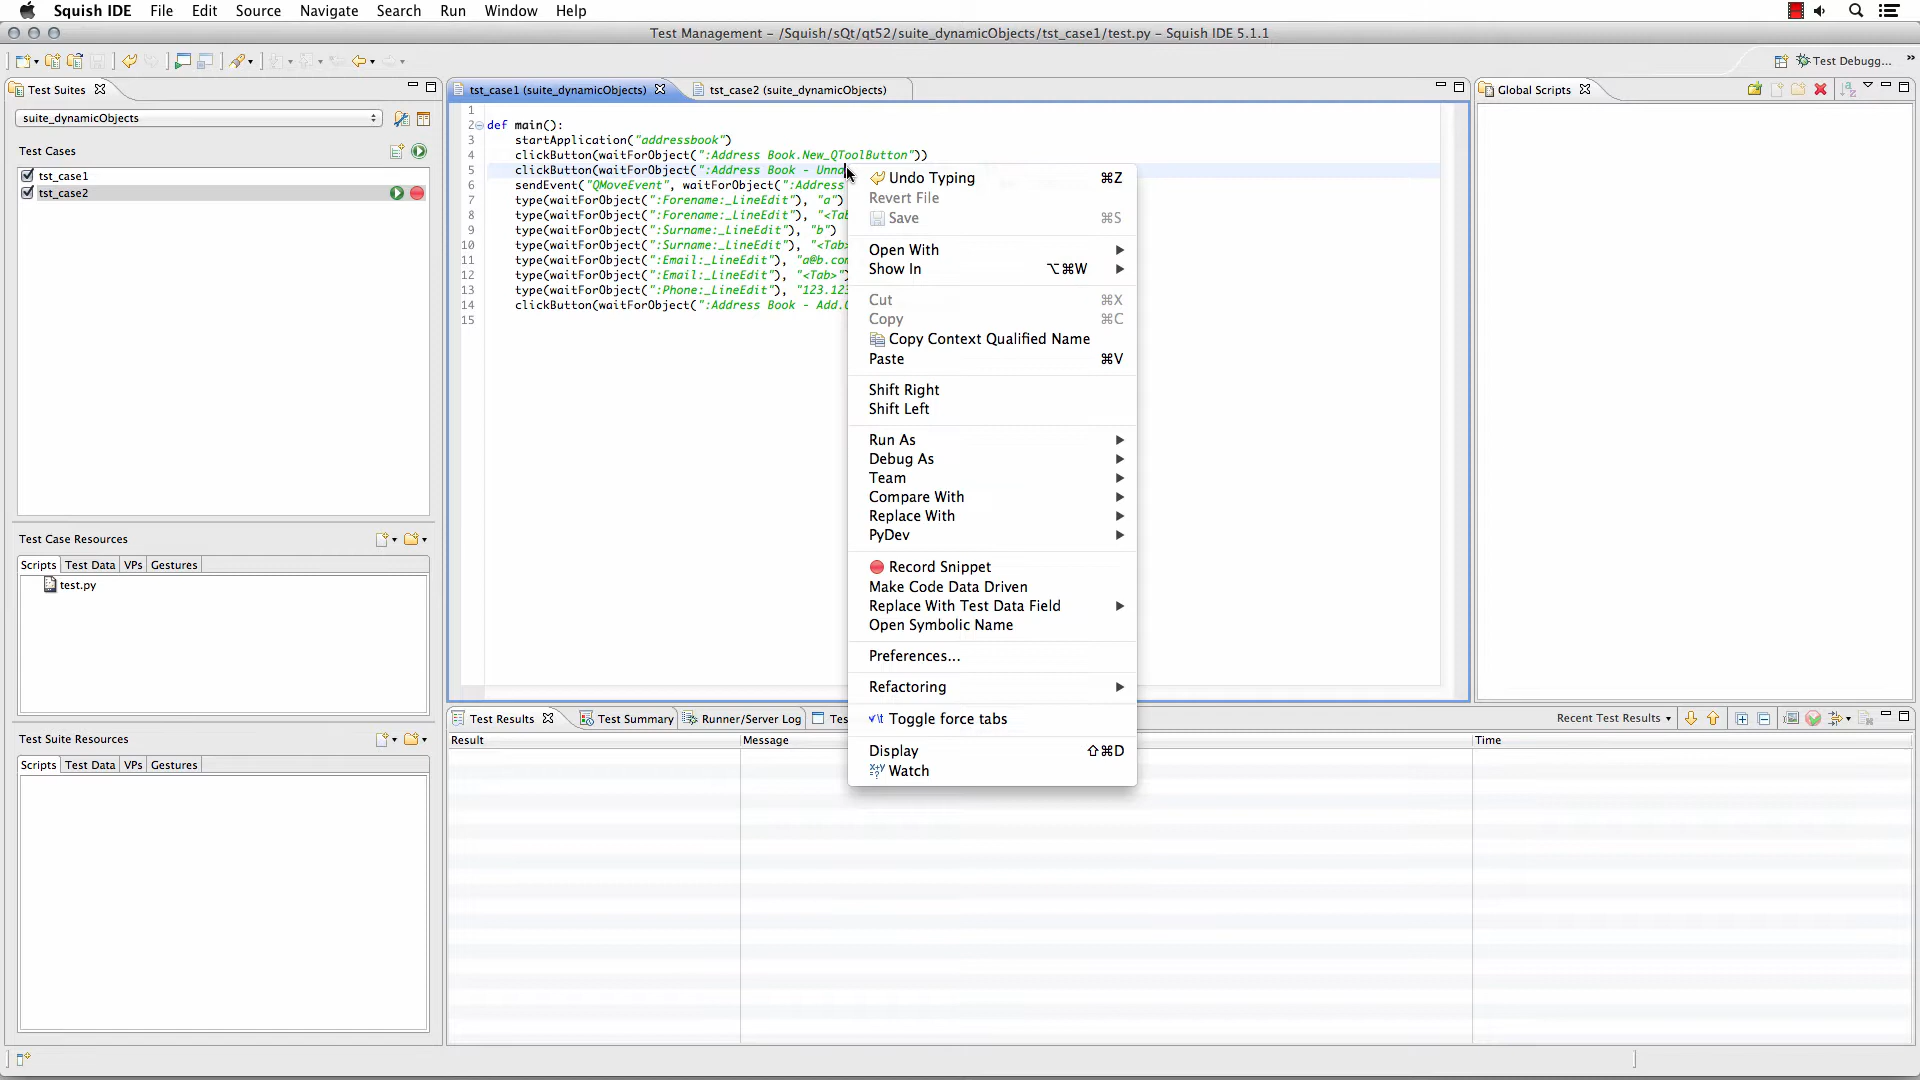 Squish IDE File Edit Source Navigate Search Run Window Help
Test Management – /Squish/sQt/qt52/suite_dynamicObjects/tst_case1/test.py – Squish IDE 5.1.1
Test Debugg... »
Test Suites
tst_case1 (suite_dynamicObjects)
tst_case2 (suite_dynamicObjects)
Global Scripts
suite_dynamicObjects
Test Cases
tst_case1
tst_case2
1
2 def main():
3 startApplication("addressbook")
4 clickButton(waitForObject(":Address Book.New_QToolButton"))
5 clickButton(waitForObject(":Address Book - Unna
6 sendEvent("QMoveEvent", waitForObject(":Address
7 type(waitForObject(":Forename:_LineEdit"), "a")
8 type(waitForObject(":Forename:_LineEdit"), "<Tab
9 type(waitForObject(":Surname:_LineEdit"), "b")
10 type(waitForObject(":Surname:_LineEdit"), "<Tab>
11 type(waitForObject(":Email:_LineEdit"), "a@b.com
12 type(waitForObject(":Email:_LineEdit"), "<Tab>")
13 type(waitForObject(":Phone:_LineEdit"), "123.123
14 clickButton(waitForObject(":Address Book - Add.
15
Undo Typing ⌘Z
Revert File
Save ⌘S
Open With
Show In ⌥⌘W
Cut ⌘X
Copy ⌘C
Copy Context Qualified Name
Paste ⌘V
Shift Right
Shift Left
Run As
Debug As
Team
Compare With
Replace With
PyDev
Record Snippet
Make Code Data Driven
Replace With Test Data Field
Open Symbolic Name
Preferences...
Refactoring
Toggle force tabs
Display ⇧⌘D
Watch
Test Case Resources
Scripts Test Data VPs Gestures
test.py
Test Suite Resources
Scripts Test Data VPs Gestures
Test Results
Test Summary
Runner/Server Log
Tes
Recent Test Results
Result Message Time